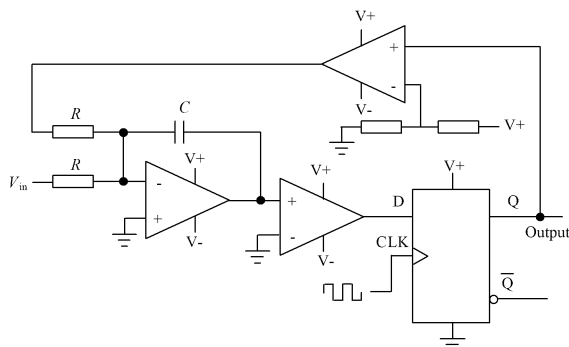 V+
+
-
V-
V+
R
C
R
Vin
-
+
V+
V-
+
-
V+
V-
V+
D
Q
CLK
Output
Q̅